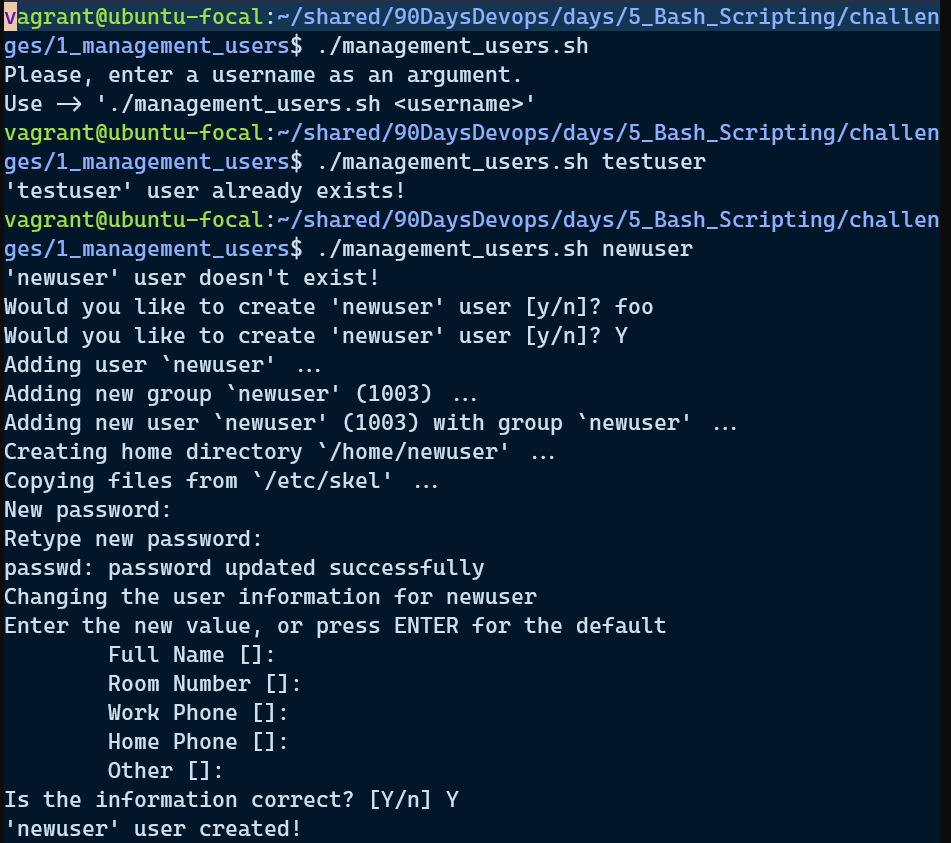 vagrant@ubuntu-focal:~/shared/90DaysDevops/days/5_Bash_Scripting/challen
ges/1_management_users$ ./management_users.sh
Please, enter a username as an argument.
Use --> './management_users.sh <username>'
vagrant@ubuntu-focal:~/shared/90DaysDevops/days/5_Bash_Scripting/challen
ges/1_management_users$ ./management_users.sh testuser
'testuser' user already exists!
vagrant@ubuntu-focal:~/shared/90DaysDevops/days/5_Bash_Scripting/challen
ges/1_management_users$ ./management_users.sh newuser
'newuser' user doesn't exist!
Would you like to create 'newuser' user [y/n]? foo
Would you like to create 'newuser' user [y/n]? Y
Adding user `newuser' ...
Adding new group `newuser' (1003) ...
Adding new user `newuser' (1003) with group `newuser' ...
Creating home directory `/home/newuser' ...
Copying files from `/etc/skel' ...
New password:
Retype new password:
passwd: password updated successfully
Changing the user information for newuser
Enter the new value, or press ENTER for the default
        Full Name []:
        Room Number []:
        Work Phone []:
        Home Phone []:
        Other []:
Is the information correct? [Y/n] Y
'newuser' user created!